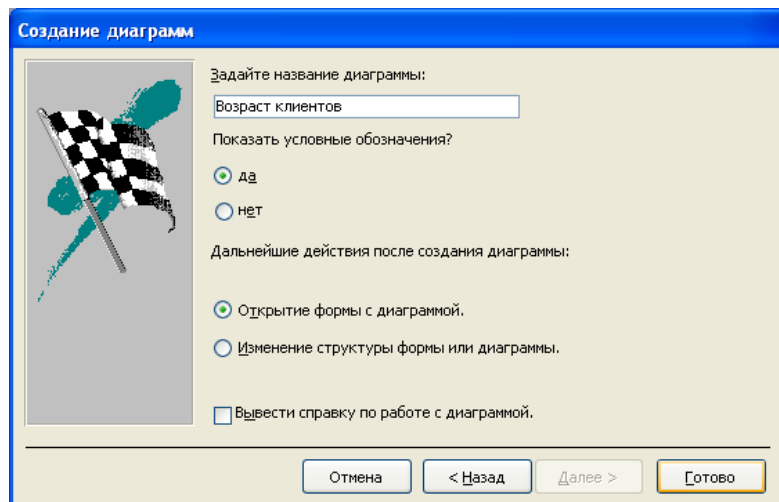 Создание диаграмм
Задайте название диаграммы:
Возраст клиентов
Показать условные обозначения?
да
нет
Дальнейшие действия после создания диаграммы:
Открытие формы с диаграммой.
Изменение структуры формы или диаграммы.
Вывести справку по работе с диаграммой.
Отмена < Назад Далее > Готово